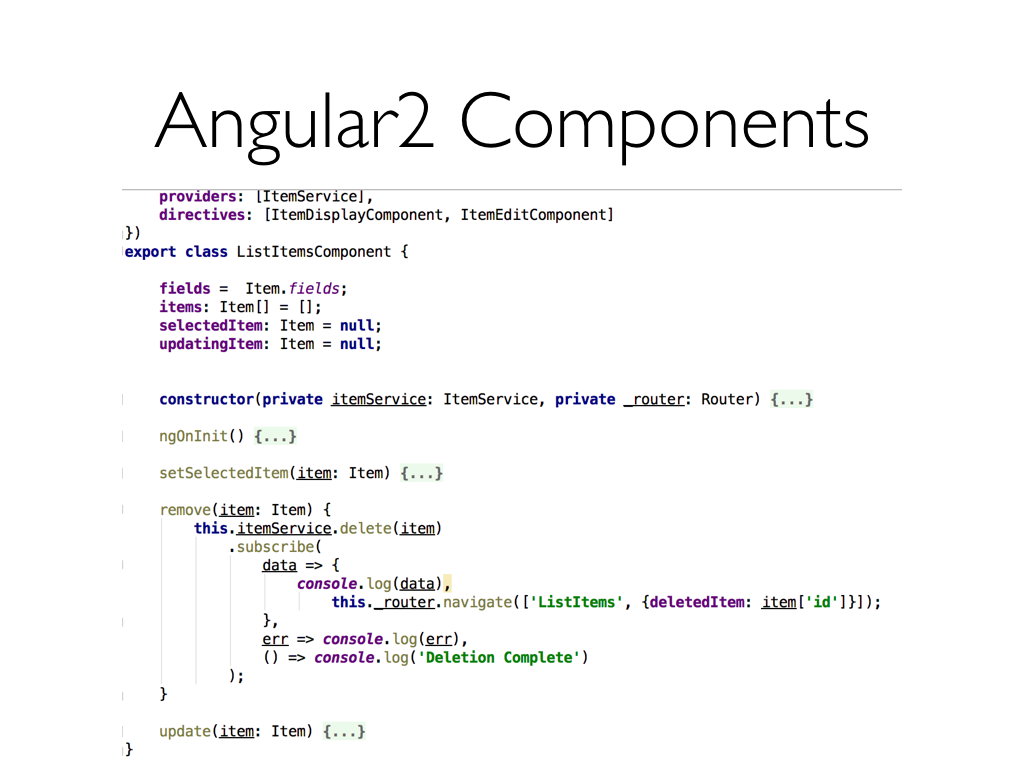 Angular2 Components
providers: [ItemService],
directives: [ItemDisplayComponent, ItemEditComponent]
})
export class ListItemsComponent {
fields =  Item.fields;
items: Item[] = [];
selectedItem: Item = null;
updatingItem: Item = null;
constructor(private itemService: ItemService, private _router: Router) {...}
ngOnInit() {...}
setSelectedItem(item: Item) {...}
remove(item: Item) {
this.itemService.delete(item)
.subscribe(
data => {
console.log(data),
this._router.navigate(['ListItems', {deletedItem: item['id']}]);
},
err => console.log(err),
() => console.log('Deletion Complete')
);
}
update(item: Item) {...}
}